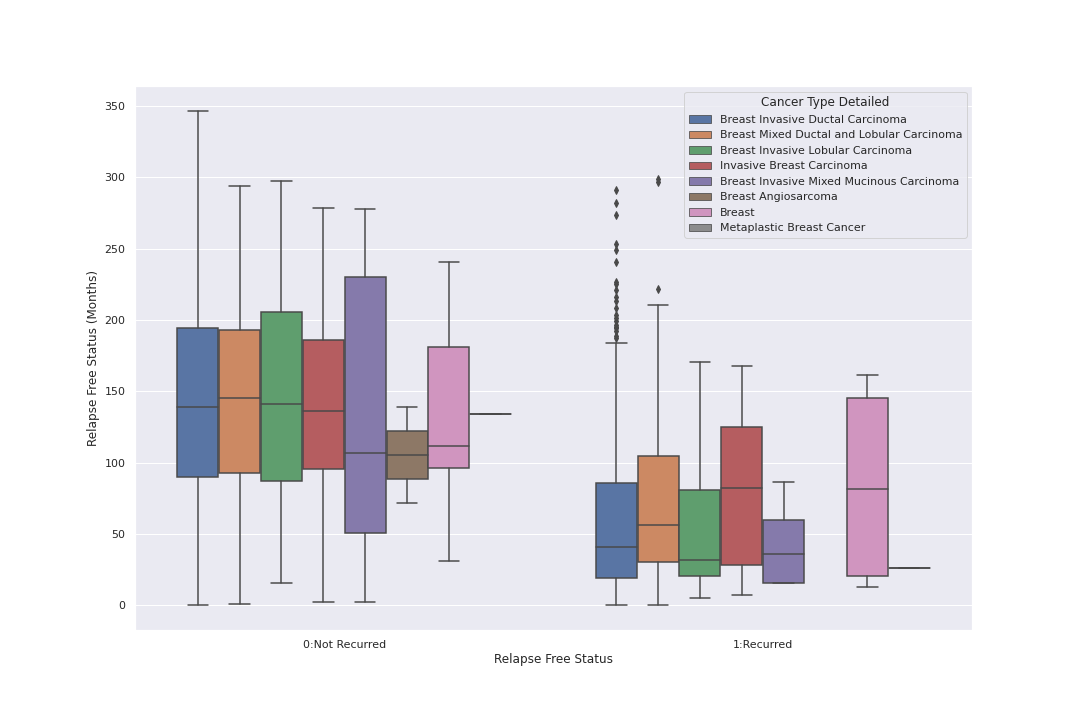 Cancer Type Detailed
Breast Invasive Ductal Carcinoma
Breast Mixed Ductal and Lobular Carcinoma
Breast Invasive Lobular Carcinoma
Invasive Breast Carcinoma
Breast Invasive Mixed Mucinous Carcinoma
Breast Angiosarcoma
Breast
Metaplastic Breast Cancer
Relapse Free Status (Months)
350
300
250
200
150
100
50
0
0:Not Recurred
1:Recurred
Relapse Free Status